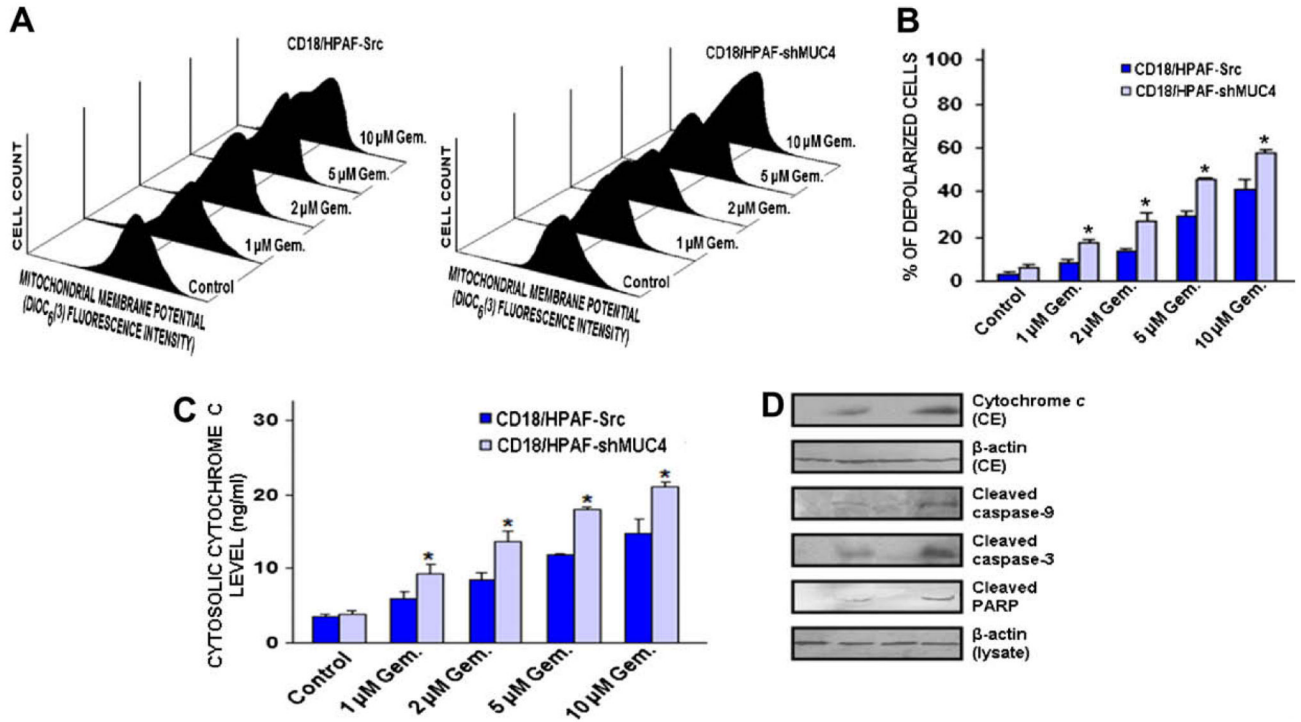 A
CD18/HPAF-Src
CELL COUNT
10 µM Gem.
5 µM Gem.
2 µM Gem.
1 µM Gem.
Control
MITOCHONDRIAL MEMBRANE POTENTIAL
(DIOC6(3) FLUORESCENCE INTENSITY)
CD18/HPAF-shMUC4
CELL COUNT
10 µM Gem.
5 µM Gem.
2 µM Gem.
1 µM Gem.
Control
MITOCHONDRIAL MEMBRANE POTENTIAL
(DIOC6(3) FLUORESCENCE INTENSITY)
B
% OF DEPOLARIZED CELLS
100
80
60
40
20
0
CD18/HPAF-Src
CD18/HPAF-shMUC4
*
*
*
*
Control
1 µM Gem.
2 µM Gem.
5 µM Gem.
10 µM Gem.
C
CYTOSOLIC CYTOCHROME C
LEVEL (ng/ml)
30
20
10
0
CD18/HPAF-Src
CD18/HPAF-shMUC4
*
*
*
*
Control
1 µM Gem.
2 µM Gem.
5 µM Gem.
10 µM Gem.
D
Cytochrome c
(CE)
β-actin
(CE)
Cleaved
caspase-9
Cleaved
caspase-3
Cleaved
PARP
β-actin
(lysate)